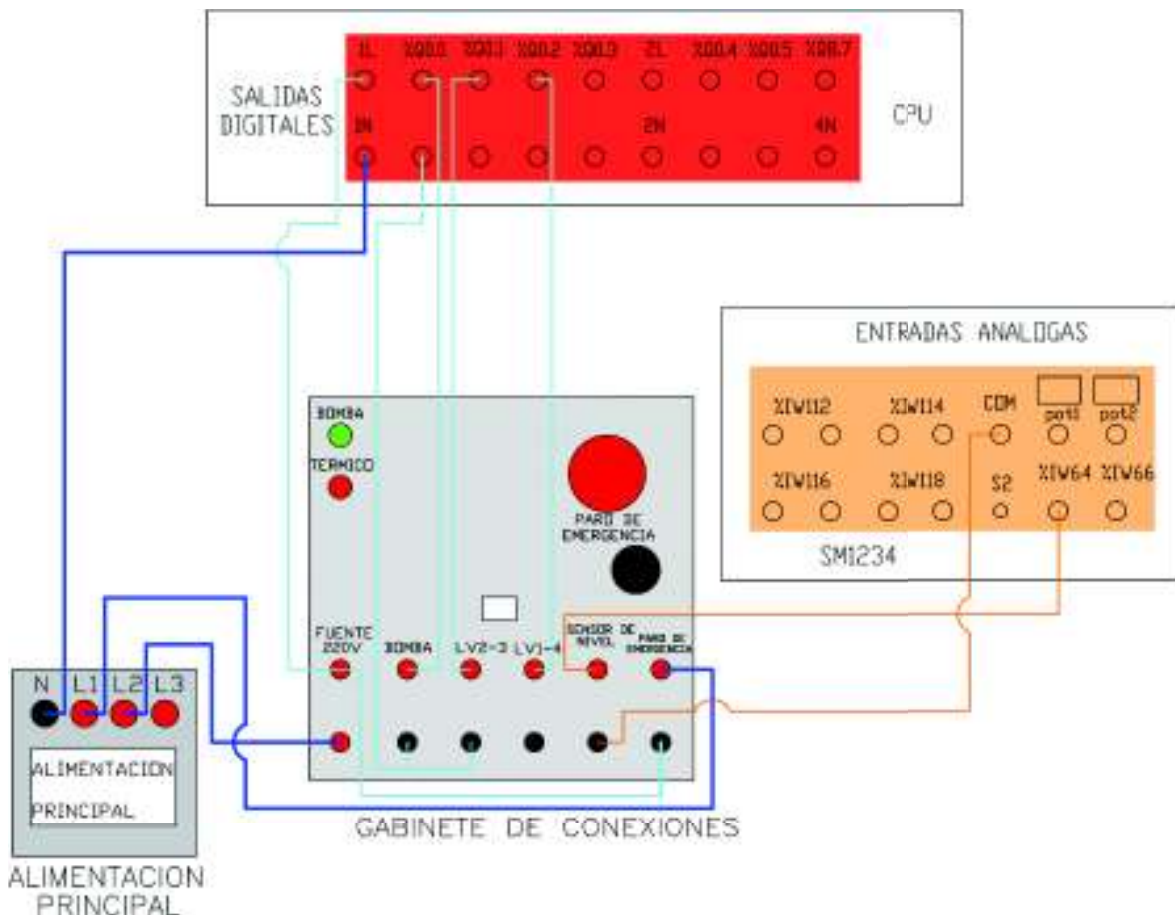 1L %Q0.0 %Q0.1 %Q0.2 %Q0.3 2L %Q0.4 %Q0.5 %Q0.7
SALIDAS
DIGITALES
CPU
1N 2N 4N
ENTRADAS ANALOGAS
%IW112 %IW114 COM pot1 pot2
%IW116 %IW118 S2 %IW64 %IW66
SM1234
BOMBA
TERMICO
PARO DE
EMERGENCIA
FUENTE
220V
BOMBA
LV2-3
LV1-4
SENSOR DE
NIVEL
PARO DE
EMERGENCIA
N L1 L2 L3
ALIMENTACION
PRINCIPAL
GABINETE DE CONEXIONES
ALIMENTACION
PRINCIPAL